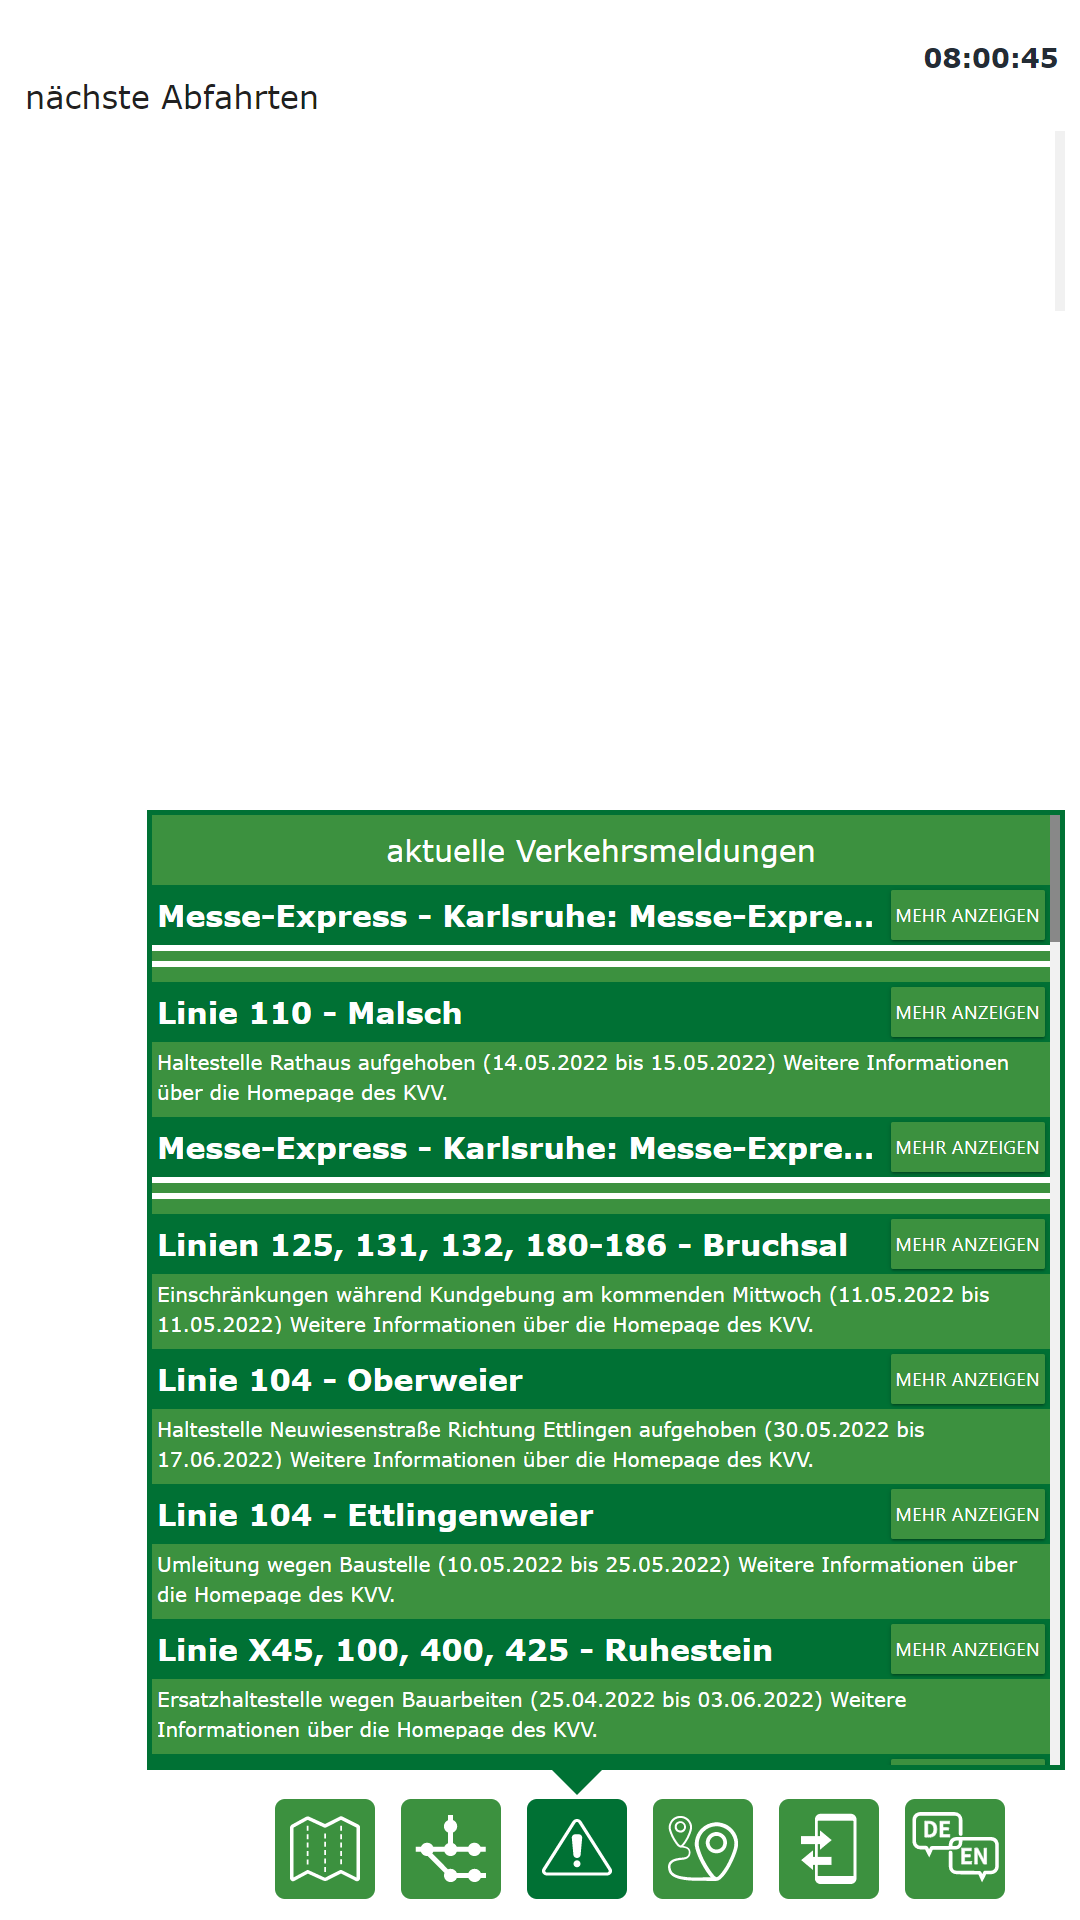 08:00:45
nächste Abfahrten
aktuelle Verkehrsmeldungen
Messe-Express - Karlsruhe: Messe-Expre...
MEHR ANZEIGEN
Linie 110 - Malsch
MEHR ANZEIGEN
Haltestelle Rathaus aufgehoben (14.05.2022 bis 15.05.2022) Weitere Informationen
über die Homepage des KVV.
Messe-Express - Karlsruhe: Messe-Expre...
MEHR ANZEIGEN
Linien 125, 131, 132, 180-186 - Bruchsal
MEHR ANZEIGEN
Einschränkungen während Kundgebung am kommenden Mittwoch (11.05.2022 bis
11.05.2022) Weitere Informationen über die Homepage des KVV.
Linie 104 - Oberweier
MEHR ANZEIGEN
Haltestelle Neuwiesenstraße Richtung Ettlingen aufgehoben (30.05.2022 bis
17.06.2022) Weitere Informationen über die Homepage des KVV.
Linie 104 - Ettlingenweier
MEHR ANZEIGEN
Umleitung wegen Baustelle (10.05.2022 bis 25.05.2022) Weitere Informationen über
die Homepage des KVV.
Linie X45, 100, 400, 425 - Ruhestein
MEHR ANZEIGEN
Ersatzhaltestelle wegen Bauarbeiten (25.04.2022 bis 03.06.2022) Weitere
Informationen über die Homepage des KVV.
DE
EN